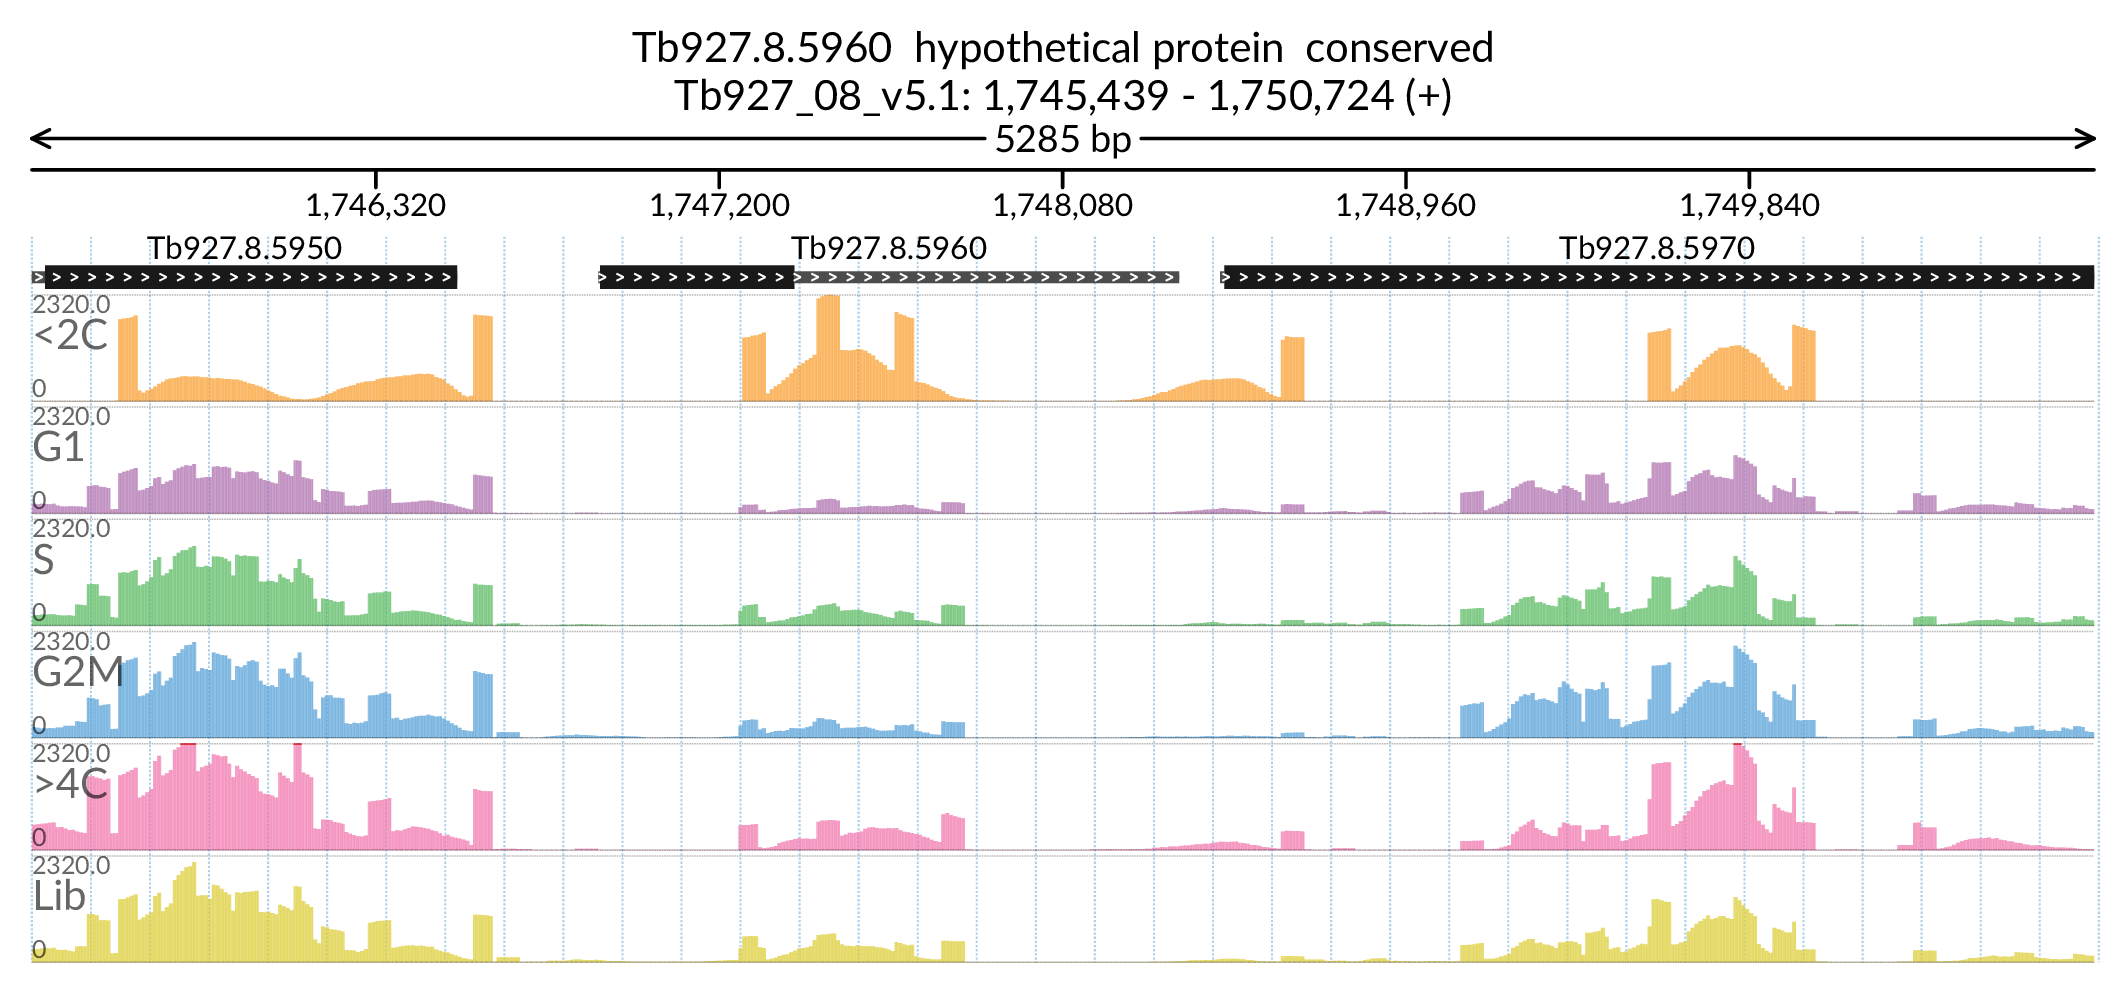 Tb927.8.5960 hypothetical protein conserved
Tb927_08_v5.1: 1,745,439 - 1,750,724 (+)
5285 bp
1,746,320 1,747,200 1,748,080 1,748,960 1,749,840
Tb927.8.5950 Tb927.8.5960 Tb927.8.5970
2320.0
<2C
0
2320.0
G1
0
2320.0
S
0
2320.0
G2M
0
2320.0
>4C
0
2320.0
Lib
0